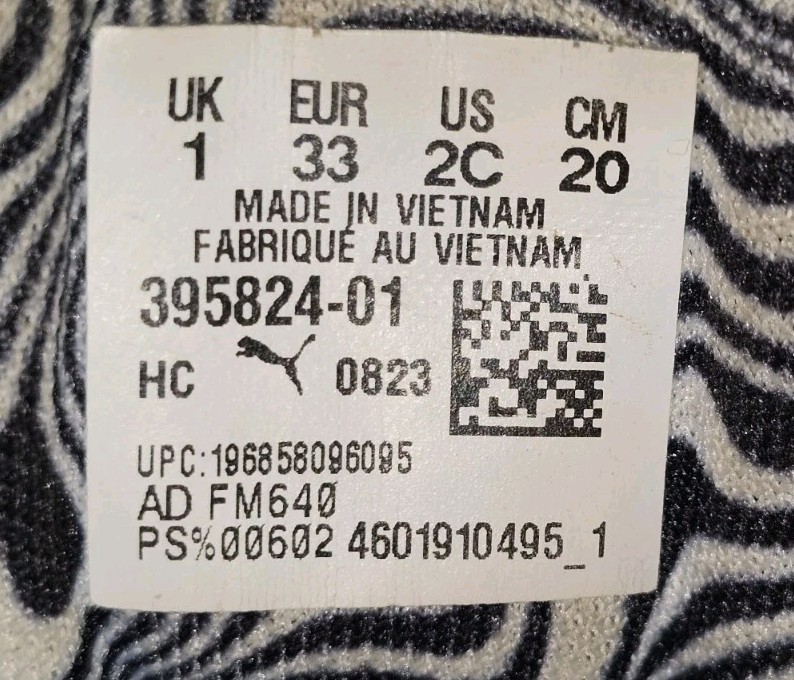 UK EUR US CM
1 33 2C 20
MADE IN VIETNAM
FABRIQUÉ AU VIETNAM
395824-01
HC 0823
UPC:196858096095
AD FM640
PS%00602 4601910495_1